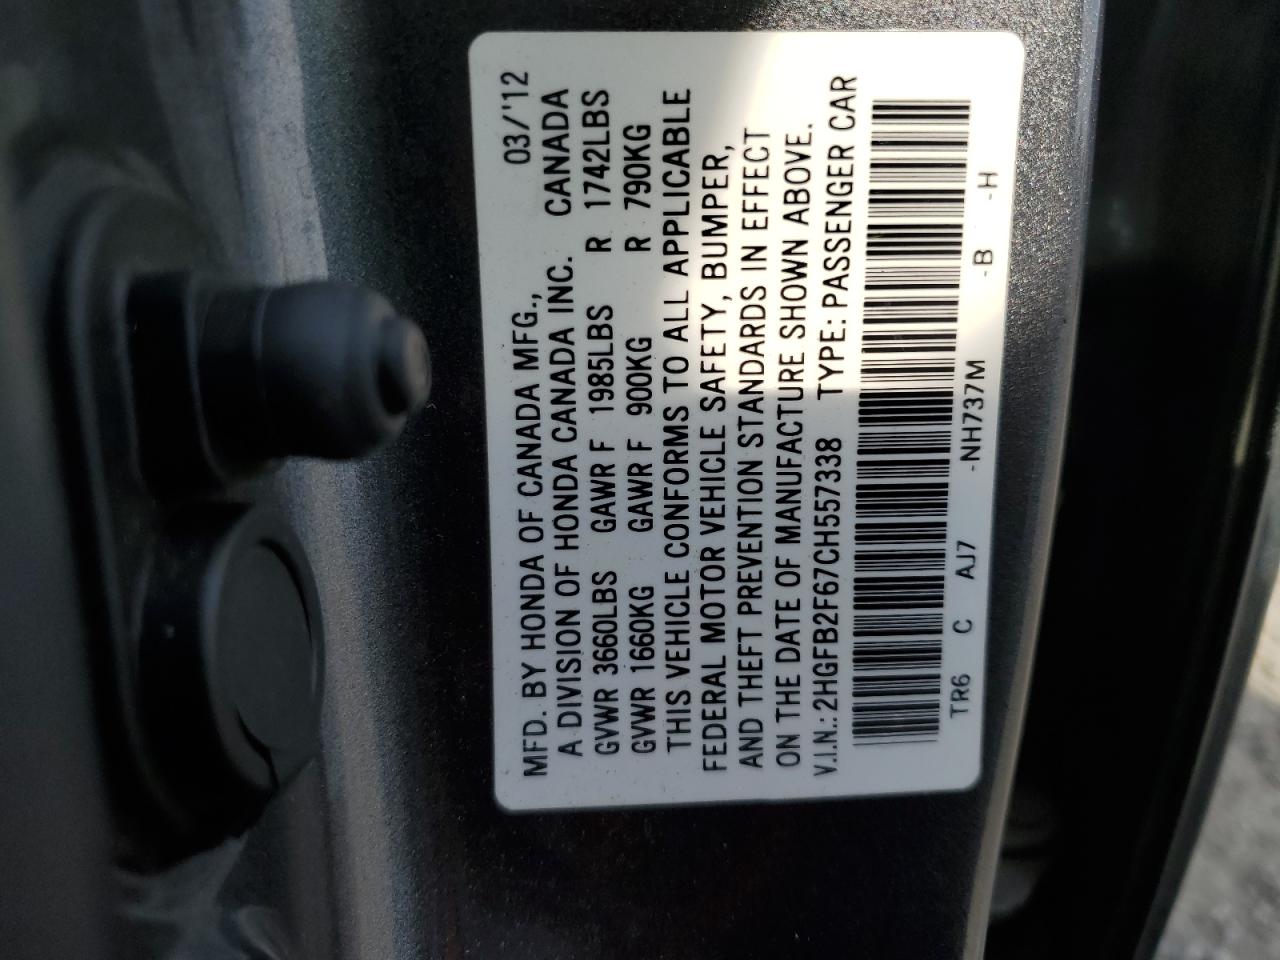 MFD. BY HONDA OF CANADA MFG., 03/'12
A DIVISION OF HONDA CANADA INC. CANADA
GVWR 3660LBS GAWR F 1985LBS R 1742LBS
GVWR 1660KG GAWR F 900KG R 790KG
THIS VEHICLE CONFORMS TO ALL APPLICABLE
FEDERAL MOTOR VEHICLE SAFETY, BUMPER,
AND THEFT PREVENTION STANDARDS IN EFFECT
ON THE DATE OF MANUFACTURE SHOWN ABOVE.
V.I.N.: 2HGFB2F67CH557338 TYPE: PASSENGER CAR
TR6 C AJ7 -NH737M -B -H